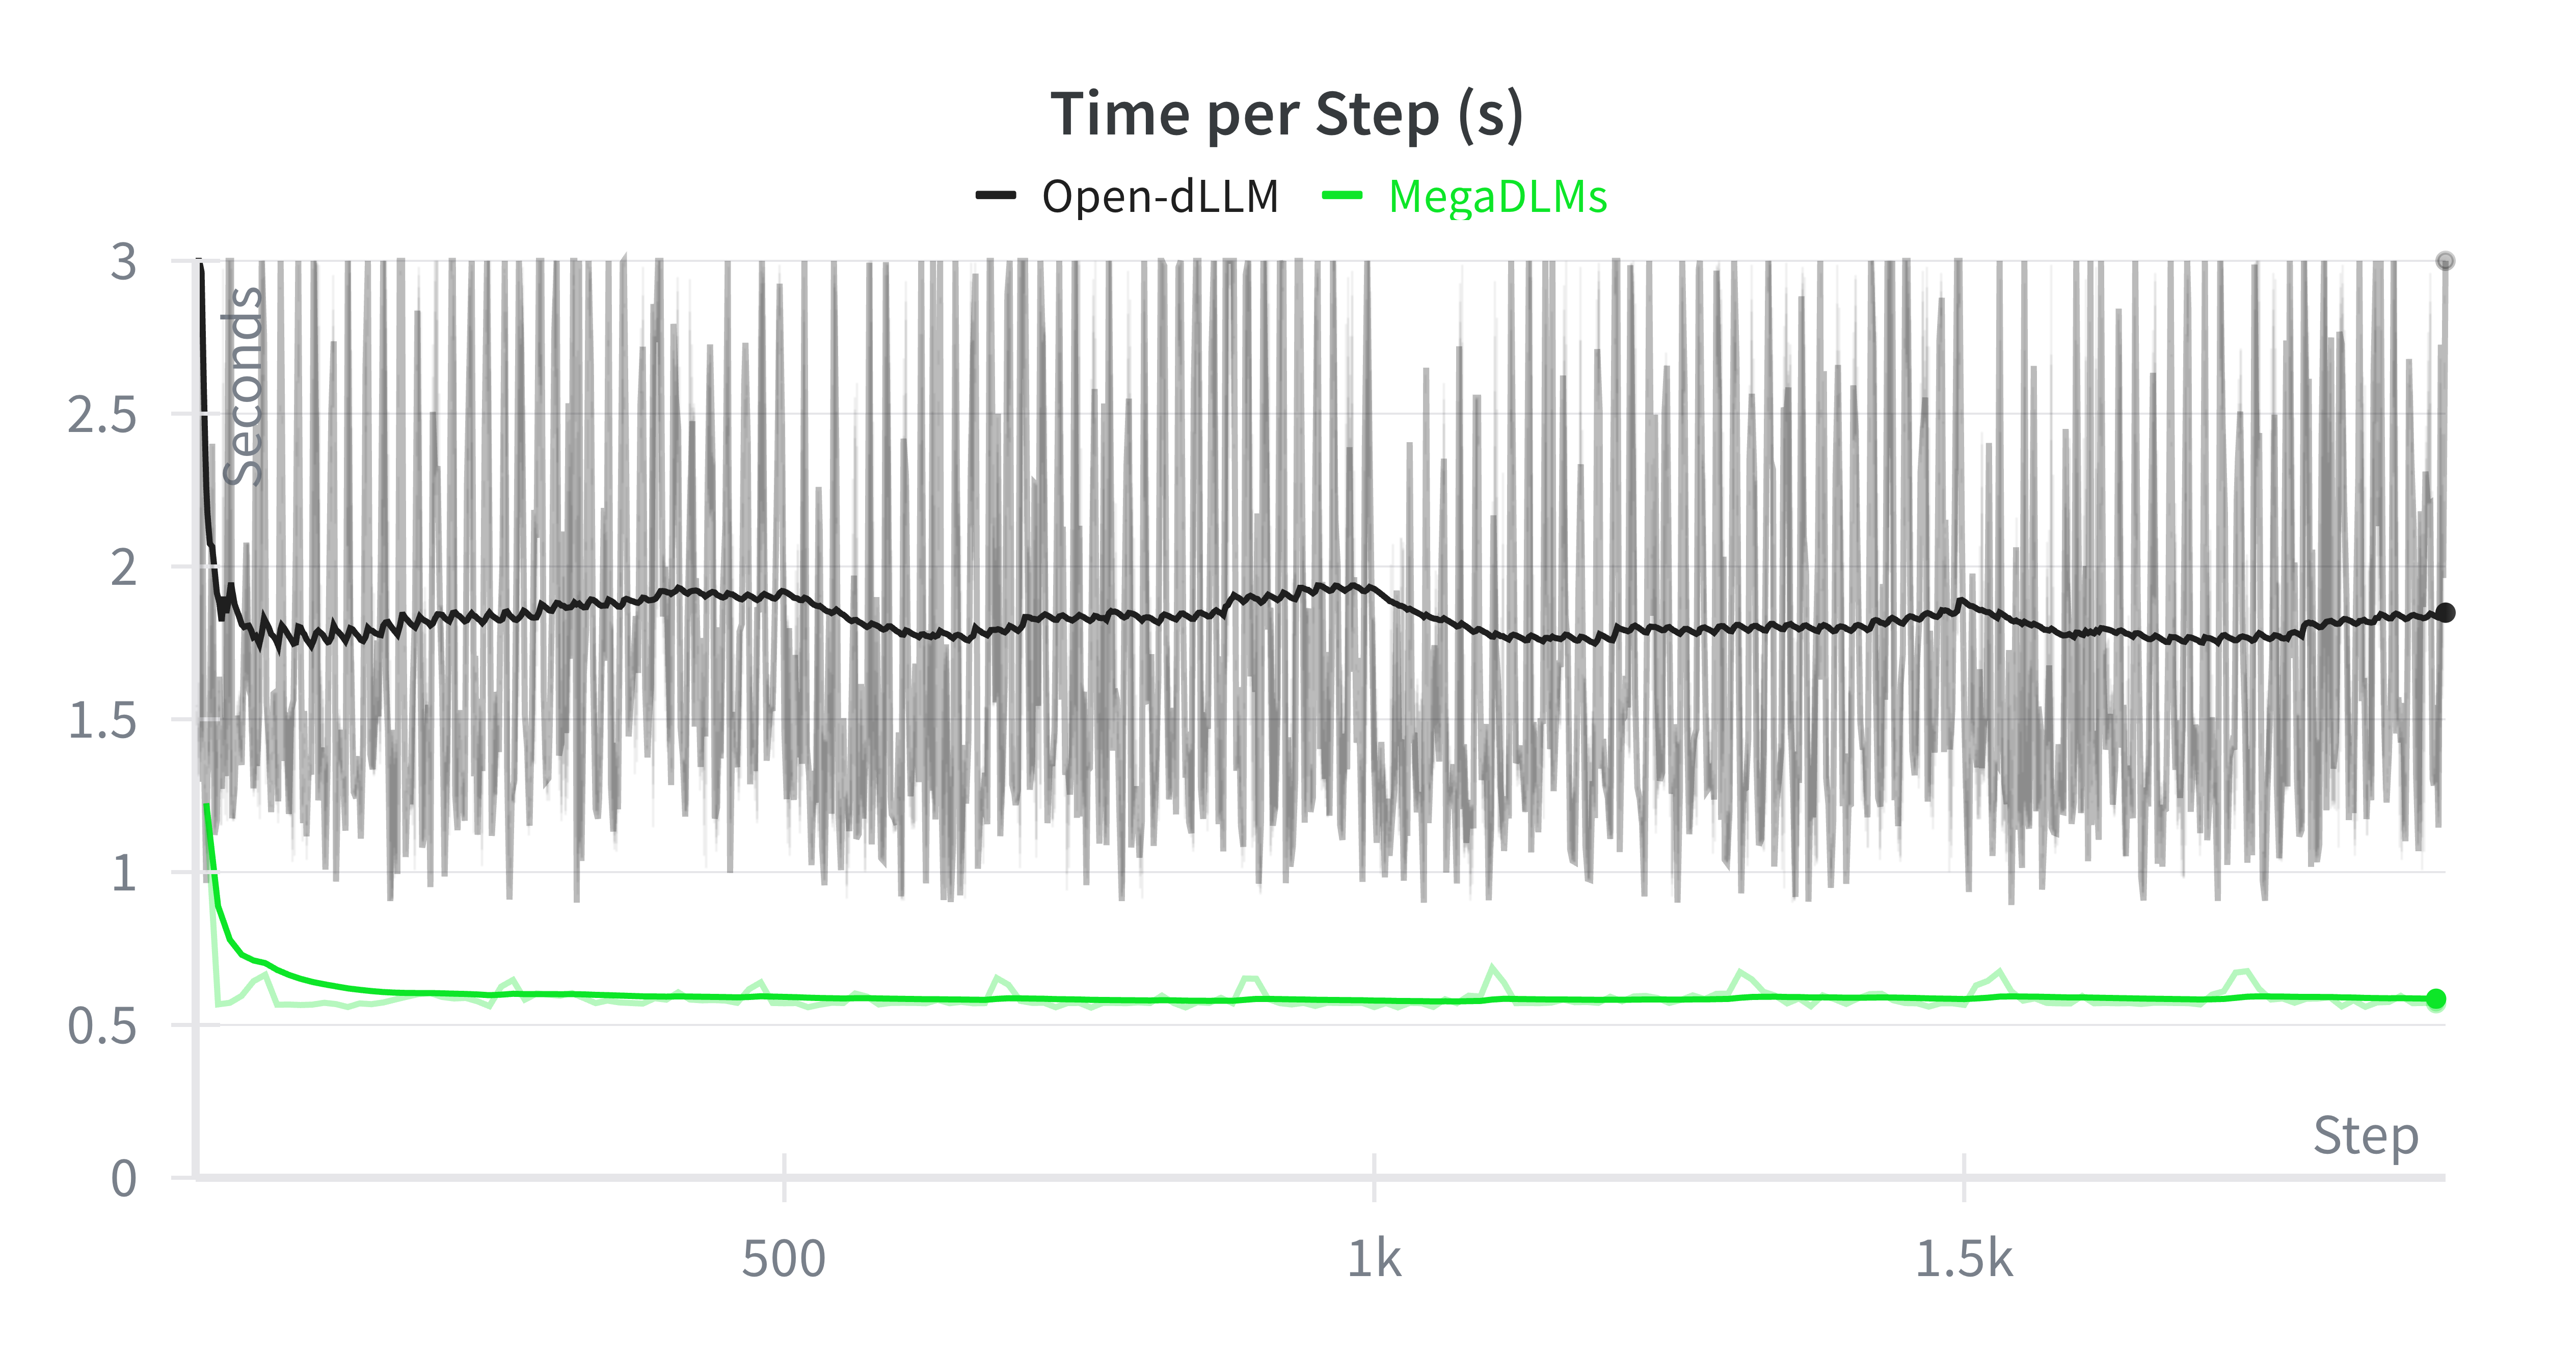 Time per Step (s)
Open-dLLM MegaDLMs
Seconds
3
2.5
2
1.5
1
0.5
0
Step
500 1k 1.5k